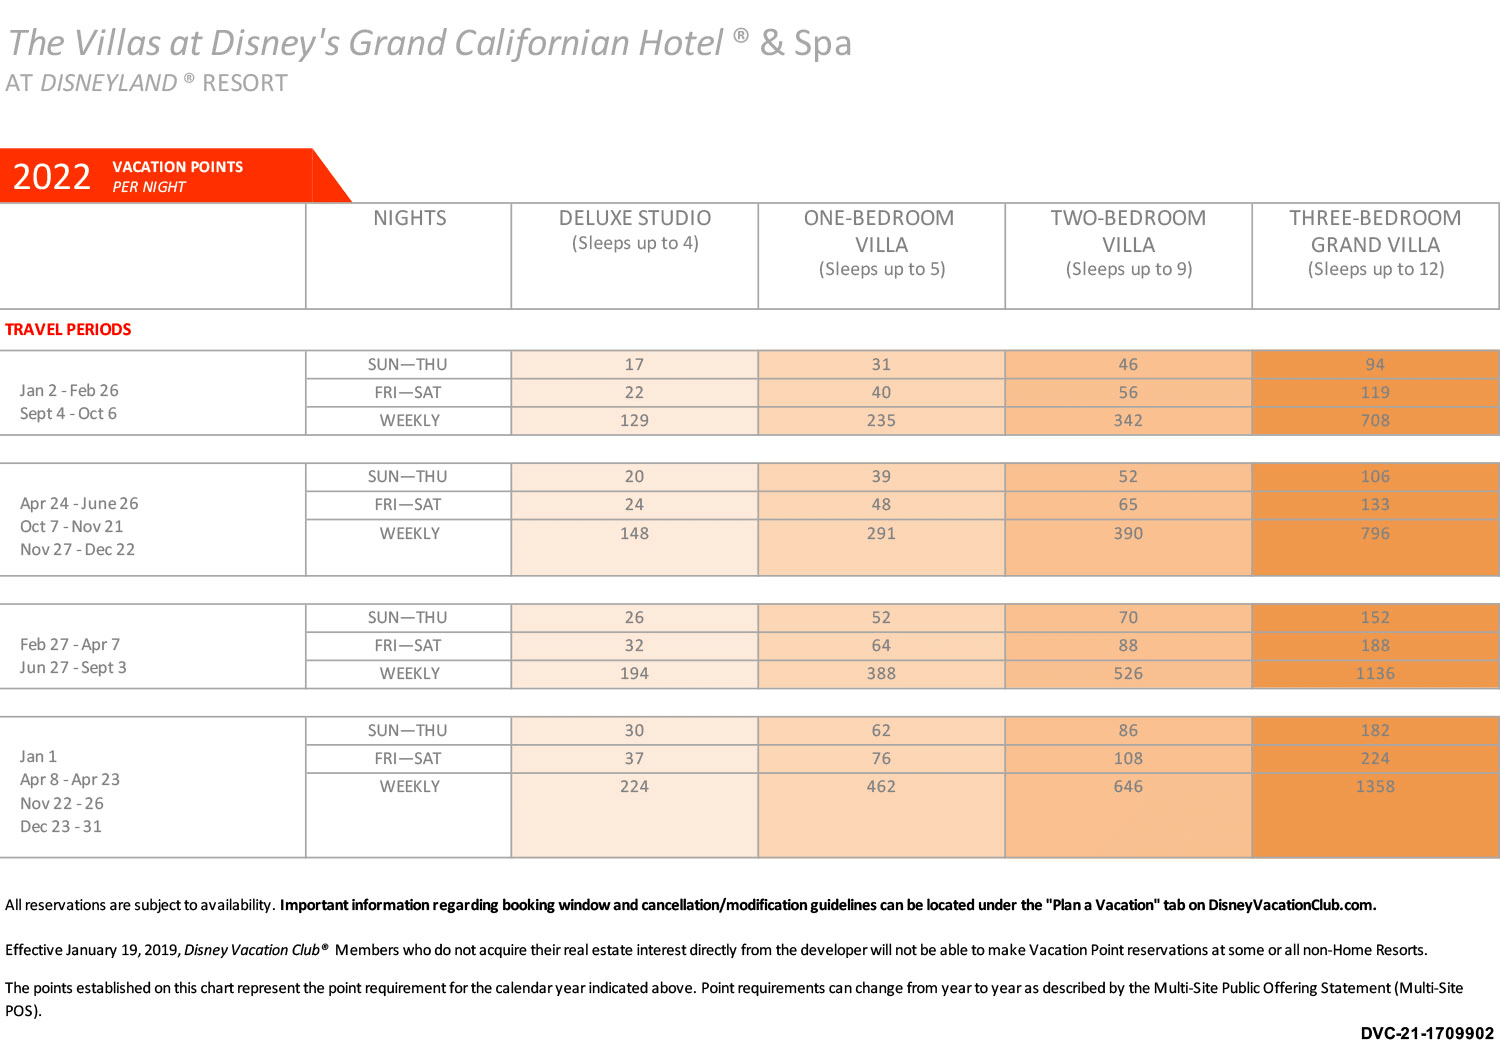 The Villas at Disney's Grand Californian Hotel ® & Spa
AT DISNEYLAND ® RESORT
2022 VACATION POINTS
PER NIGHT
NIGHTS DELUXE STUDIO ONE-BEDROOM TWO-BEDROOM THREE-BEDROOM
(Sleeps up to 4) VILLA VILLA GRAND VILLA
(Sleeps up to 5) (Sleeps up to 9) (Sleeps up to 12)
TRAVEL PERIODS
SUN—THU 17 31 46 94
Jan 2 - Feb 26 FRI—SAT 22 40 56 119
Sept 4 - Oct 6 WEEKLY 129 235 342 708
SUN—THU 20 39 52 106
Apr 24 - June 26 FRI—SAT 24 48 65 133
Oct 7 - Nov 21 WEEKLY 148 291 390 796
Nov 27 - Dec 22
SUN—THU 26 52 70 152
Feb 27 - Apr 7 FRI—SAT 32 64 88 188
Jun 27 - Sept 3 WEEKLY 194 388 526 1136
SUN—THU 30 62 86 182
Jan 1 FRI—SAT 37 76 108 224
Apr 8 - Apr 23 WEEKLY 224 462 646 1358
Nov 22 - 26
Dec 23 - 31
All reservations are subject to availability. Important information regarding booking window and cancellation/modification guidelines can be located under the "Plan a Vacation" tab on DisneyVacationClub.com.
Effective January 19, 2019, Disney Vacation Club® Members who do not acquire their real estate interest directly from the developer will not be able to make Vacation Point reservations at some or all non-Home Resorts.
The points established on this chart represent the point requirement for the calendar year indicated above. Point requirements can change from year to year as described by the Multi-Site Public Offering Statement (Multi-Site
POS).
DVC-21-1709902